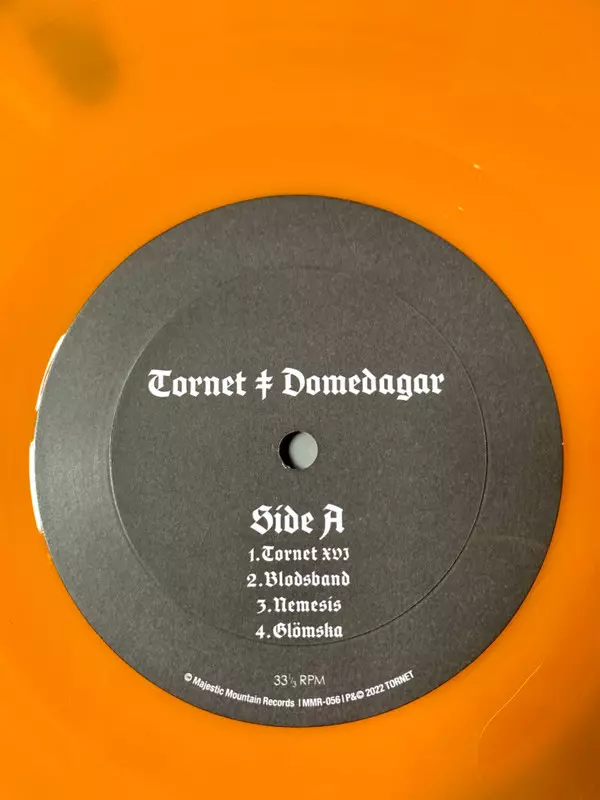 Tornet ‡ Domedagar
Side A
1.Tornet XVI
2.Blodsband
3.Nemesis
4.Glömska
33⅓ RPM
© Majestic Mountain Records | MMR-056 | P&© 2022 TORNET